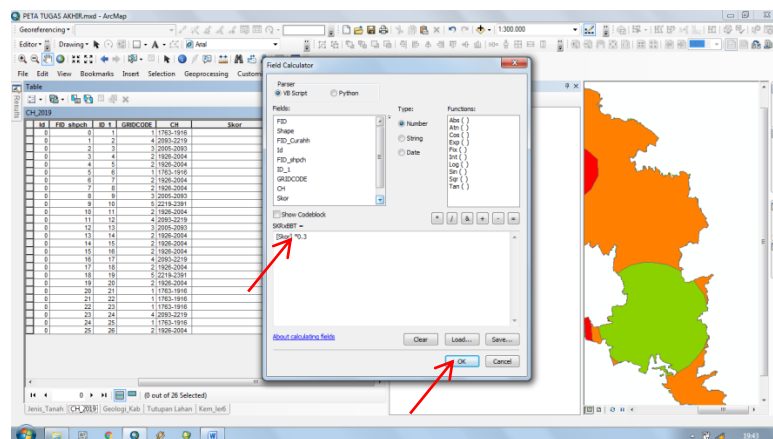 PETA TUGAS AKHIR.mxd - ArcMap
Georeferencing
1:300.000
Editor Drawing A Arial
File Edit View Bookmarks Insert Selection Geoprocessing Custom
Results
Table
CH_2019
Id FID_shpch ID_1 GRIDCODE CH Skor
0 0 1 1 1763-1916
0 1 2 4 2093-2219
0 2 3 3 2005-2093
0 3 4 2 1926-2004
0 4 5 2 1926-2004
0 5 6 1 1763-1916
0 6 7 2 1926-2004
0 7 8 2 1926-2004
0 8 9 3 2005-2093
0 9 10 5 2219-2391
0 10 11 2 1926-2004
0 11 12 4 2093-2219
0 12 13 3 2005-2093
0 13 14 2 1926-2004
0 14 15 2 1926-2004
0 15 16 2 1926-2004
0 16 17 4 2093-2219
0 17 18 2 1926-2004
0 18 19 5 2219-2391
0 19 20 2 1926-2004
0 20 21 1 1763-1916
0 21 22 1 1763-1916
0 22 23 1 1763-1916
0 23 24 4 2093-2219
0 24 25 1 1763-1916
0 25 26 2 1926-2004
0 (0 out of 26 Selected)
Jenis_Tanah CH_2019 Geologi_Kab Tutupan Lahan
Field Calculator
Parser
VB Script Python
Fields: Type: Functions:
FID
Shape
FID_Curahh
Id
FID_shpch
ID_1
GRIDCODE
CH
Skor
Number
String
Date
Abs ( )
Atn ( )
Cos ( )
Exp ( )
Fix ( )
Int ( )
Log ( )
Sin ( )
Sqr ( )
Tan ( )
Show Codeblock
* / & + - =
SKRxBBT =
[Skor] *0.3
About calculating fields
Clear Load... Save...
OK Cancel
19:43